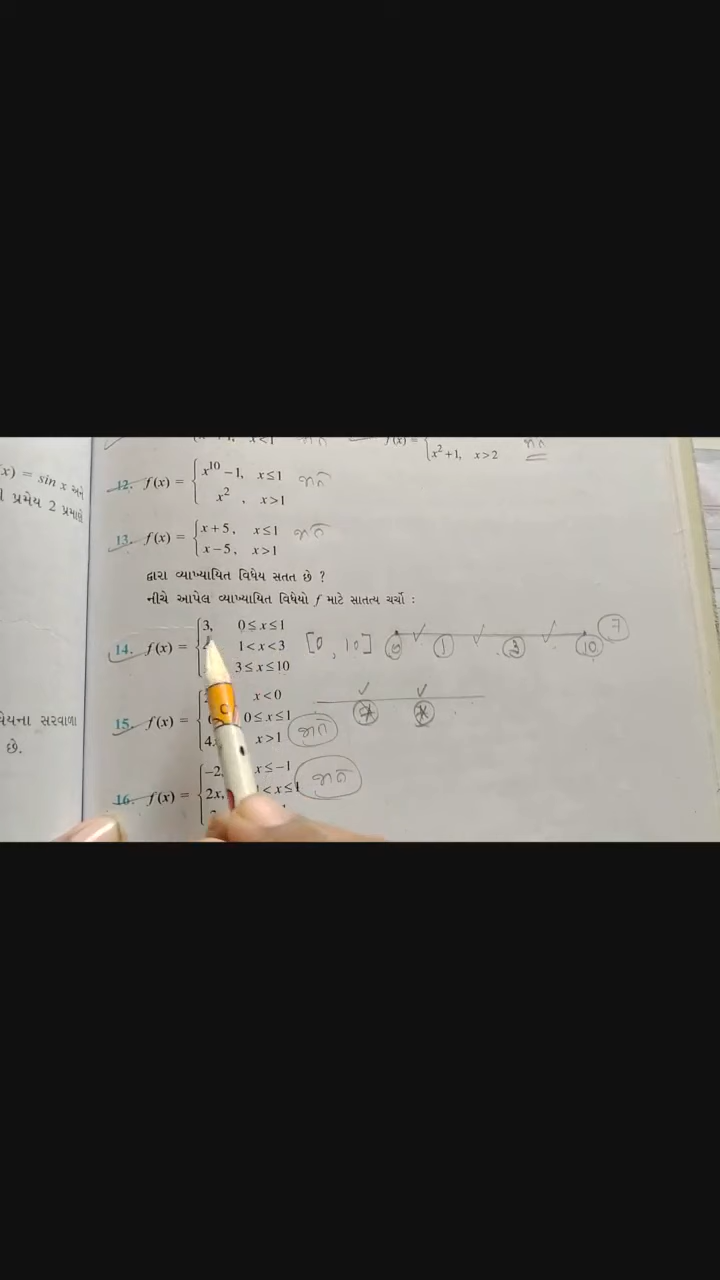 x<1
f(x) =
x²+1, x>2
x) = sin x અને
પ્રમેય 2 પ્રમાણે
12. f(x) = { x¹⁰ – 1, x ≤ 1
x², x > 1
13. f(x) = { x + 5, x ≤ 1
x – 5, x > 1
દ્વારા વ્યાખ્યાયિત વિધેય સતત છે ?
નીચે આપેલ વ્યાખ્યાયિત વિધેયો f માટે સાતત્ય ચર્ચો :
3, 0 ≤ x ≤ 1
14. f(x) = { 1 < x < 3 [0, 10] 0 1 3 10 7
3 ≤ x ≤ 10
x < 0
15. f(x) = { 0 ≤ x ≤ 1
x > 1
યના સરવાળા
છે.
–2, x ≤ –1
16. f(x) = { 2x, < x ≤ 1